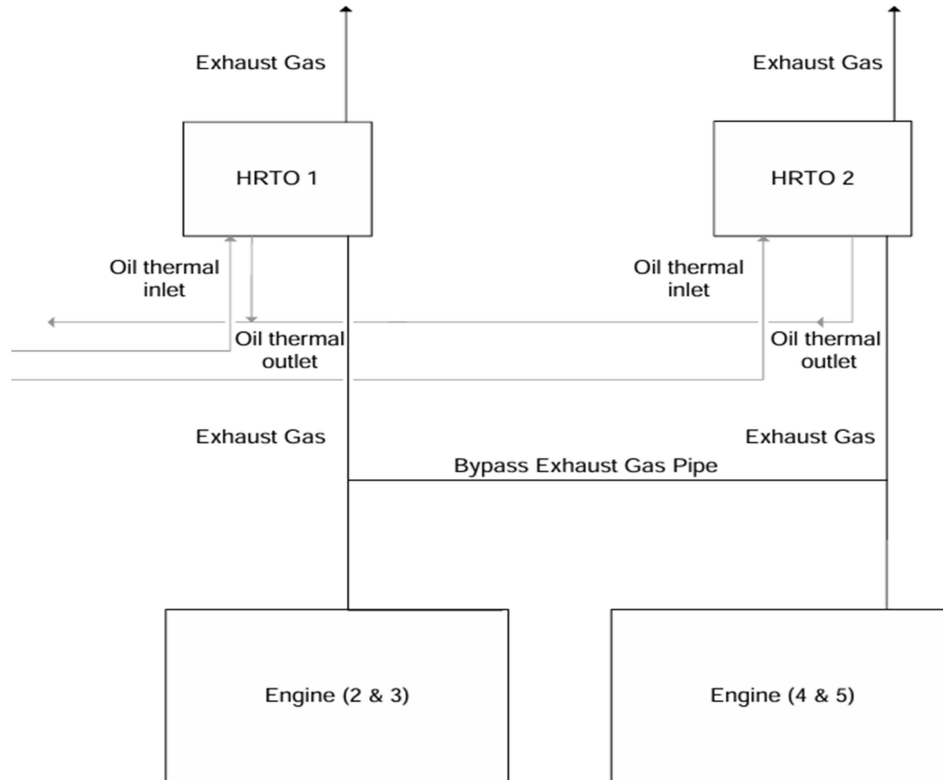 Exhaust Gas
Exhaust Gas
HRTO 1
HRTO 2
Oil thermal
inlet
Oil thermal
inlet
Oil thermal
outlet
Oil thermal
outlet
Exhaust Gas
Exhaust Gas
Bypass Exhaust Gas Pipe
Engine (2 & 3)
Engine (4 & 5)